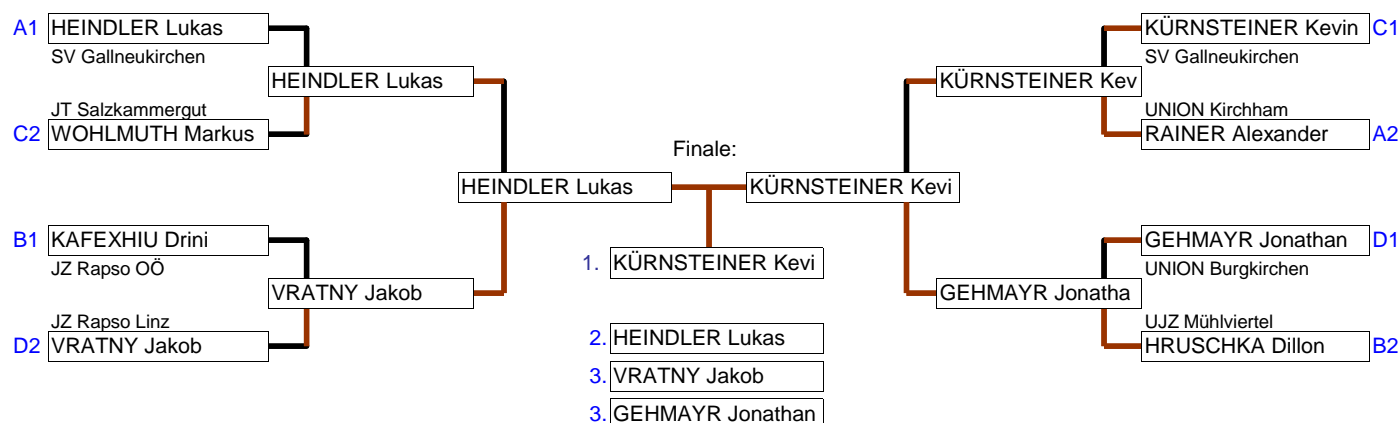 A1 HEINDLER Lukas
SV Gallneukirchen
HEINDLER Lukas
JT Salzkammergut
C2 WOHLMUTH Markus
HEINDLER Lukas
B1 KAFEXHIU Drini
JZ Rapso OÖ
VRATNY Jakob
JZ Rapso Linz
D2 VRATNY Jakob
Finale:
1. KÜRNSTEINER Kevi
2. HEINDLER Lukas
3. VRATNY Jakob
3. GEHMAYR Jonathan
KÜRNSTEINER Kevin C1
SV Gallneukirchen
KÜRNSTEINER Kev
UNION Kirchham
RAINER Alexander A2
KÜRNSTEINER Kevi
GEHMAYR Jonathan D1
UNION Burgkirchen
GEHMAYR Jonatha
UJZ Mühlviertel
HRUSCHKA Dillon B2